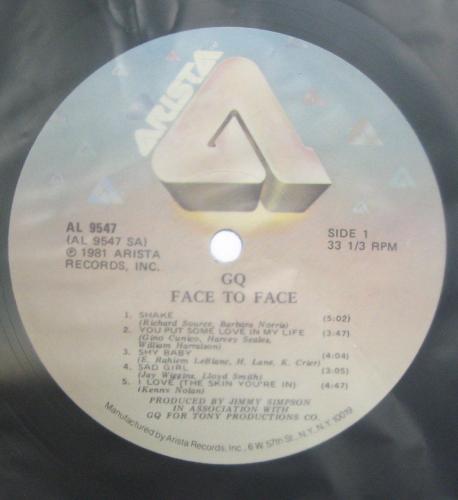 ARISTA
AL 9547
(AL 9547 SA)
℗ 1981 ARISTA
RECORDS, INC.
SIDE 1
33 1/3 RPM
GQ
FACE TO FACE
1. SHAKE (5:02)
(Richard Source, Barbara Norris)
2. YOU PUT SOME LOVE IN MY LIFE (3:47)
(Gino Cunico, Harvey Scales,
William Harralson)
3. SHY BABY (4:04)
(E. Rahiem LeBlanc, H. Lane, K. Crier)
4. SAD GIRL (3:05)
(Jay Wiggins, Lloyd Smith)
5. I LOVE (THE SKIN YOU'RE IN) (4:47)
(Kenny Nolan)
PRODUCED BY JIMMY SIMPSON
IN ASSOCIATION WITH
GQ FOR TONY PRODUCTIONS CO.
Manufactured by Arista Records, Inc., 6 W. 57th St., N.Y., N.Y. 10019